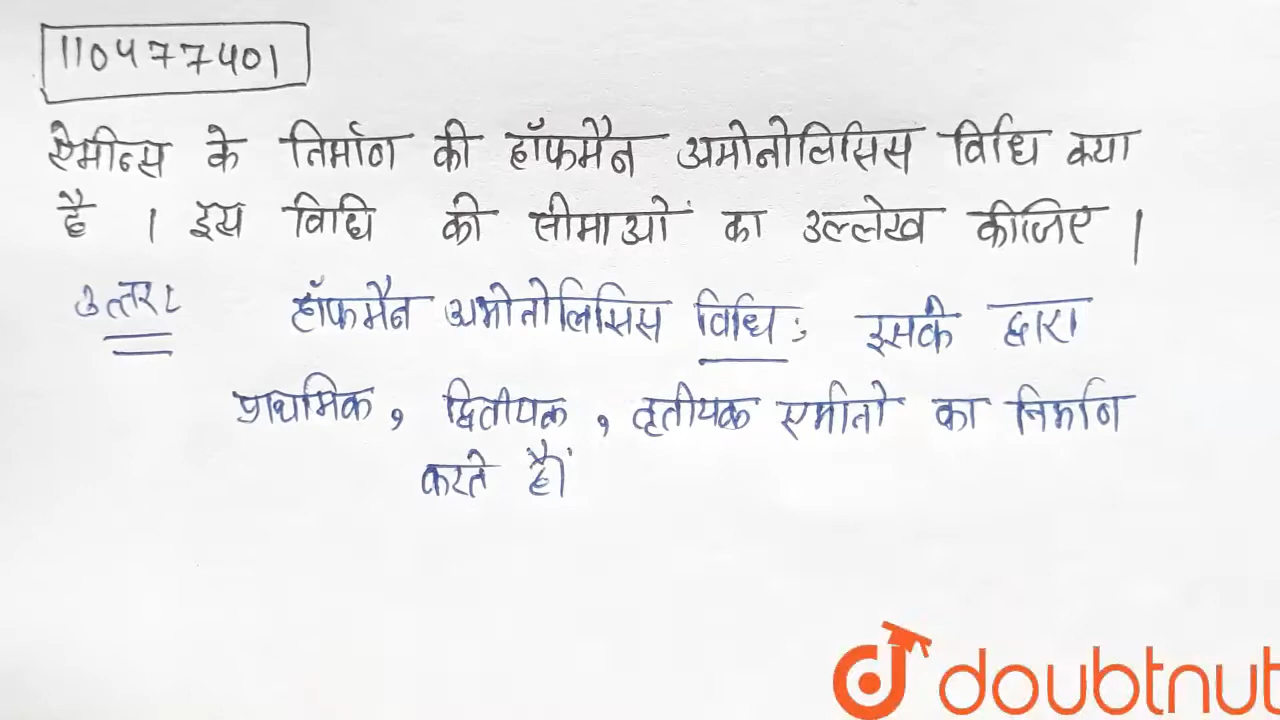 110477401
ऐमीन्स के निर्माण की हॉफमैन अमोनोलिसिस विधि क्या
है । इस विधि की सीमाओं का उल्लेख कीजिए ।
उत्तर: हॉफमैन अमोनोलिसिस विधि : इसके द्वारा
प्राथमिक , द्वितीयक , तृतीयक एमीनो का निर्माण
करते हैं
doubtnut